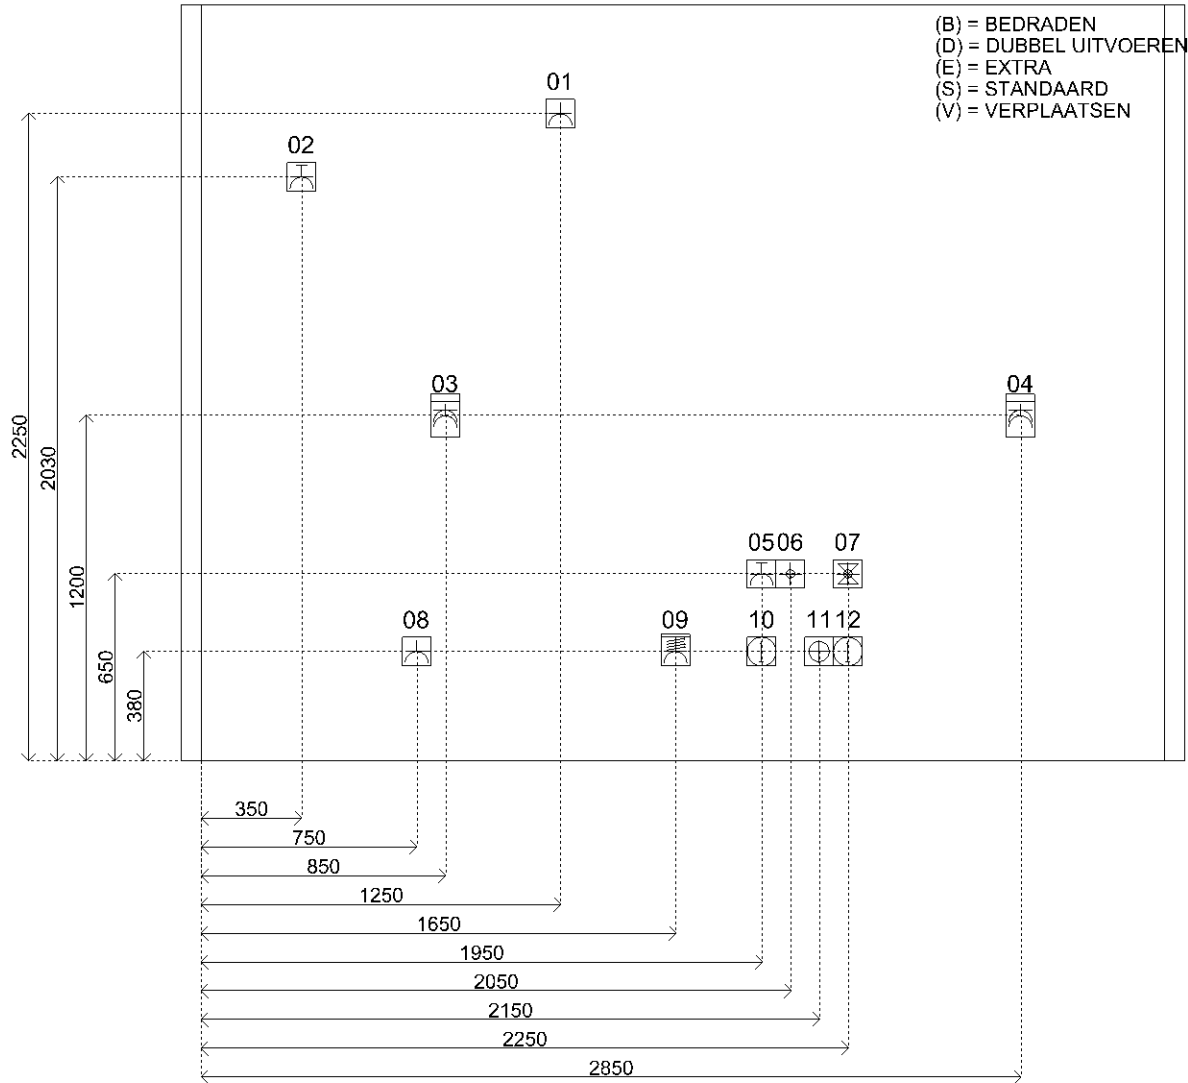 (B) = BEDRADEN
(D) = DUBBEL UITVOEREN
(E) = EXTRA
(S) = STANDAARD
(V) = VERPLAATSEN
01
02
03
04
05 06 07
08 09 10 11 12
2250
2030
1200
650
380
350
750
850
1250
1650
1950
2050
2150
2250
2850